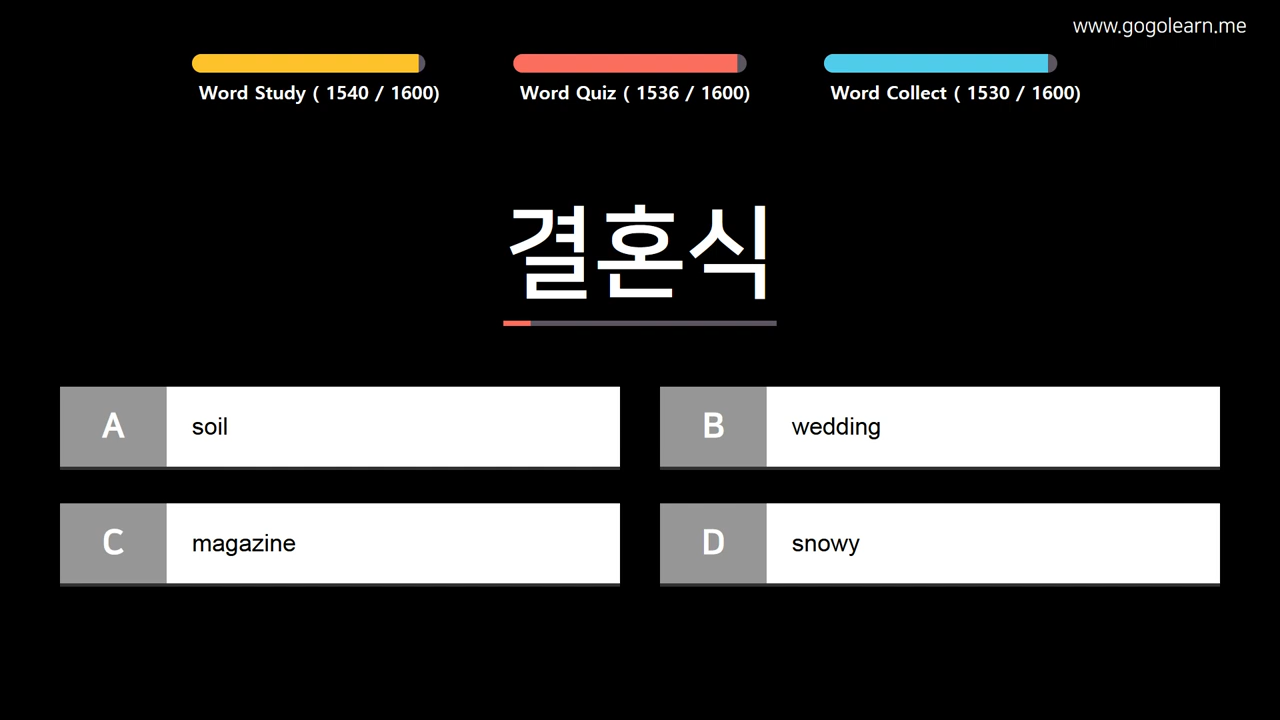 www.gogolearn.me
Word Study ( 1540 / 1600)
Word Quiz ( 1536 / 1600)
Word Collect ( 1530 / 1600)
결혼식
A soil
B wedding
C magazine
D snowy